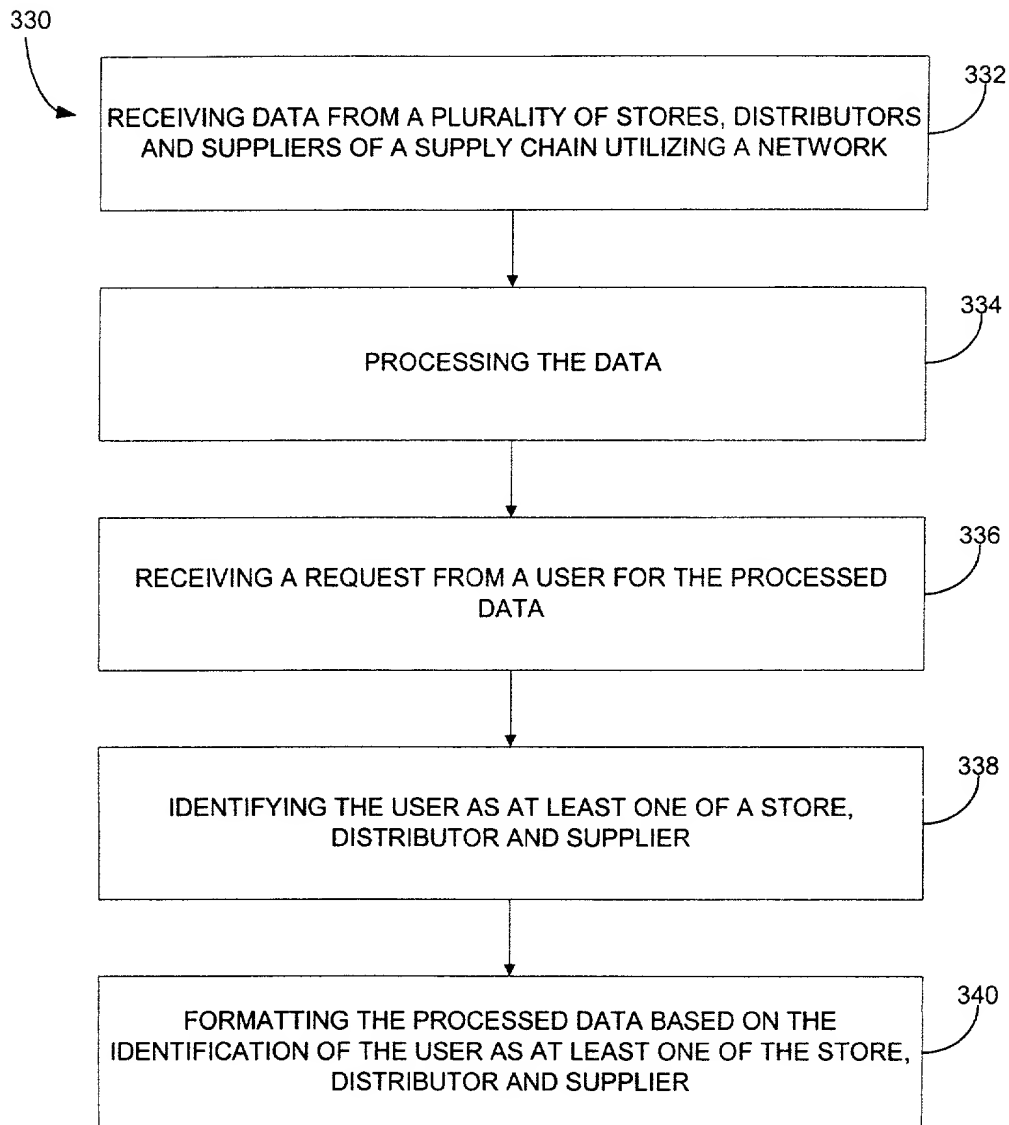 330
332
RECEIVING DATA FROM A PLURALITY OF STORES, DISTRIBUTORS
AND SUPPLIERS OF A SUPPLY CHAIN UTILIZING A NETWORK
334
PROCESSING THE DATA
336
RECEIVING A REQUEST FROM A USER FOR THE PROCESSED
DATA
338
IDENTIFYING THE USER AS AT LEAST ONE OF A STORE,
DISTRIBUTOR AND SUPPLIER
340
FORMATTING THE PROCESSED DATA BASED ON THE
IDENTIFICATION OF THE USER AS AT LEAST ONE OF THE STORE,
DISTRIBUTOR AND SUPPLIER